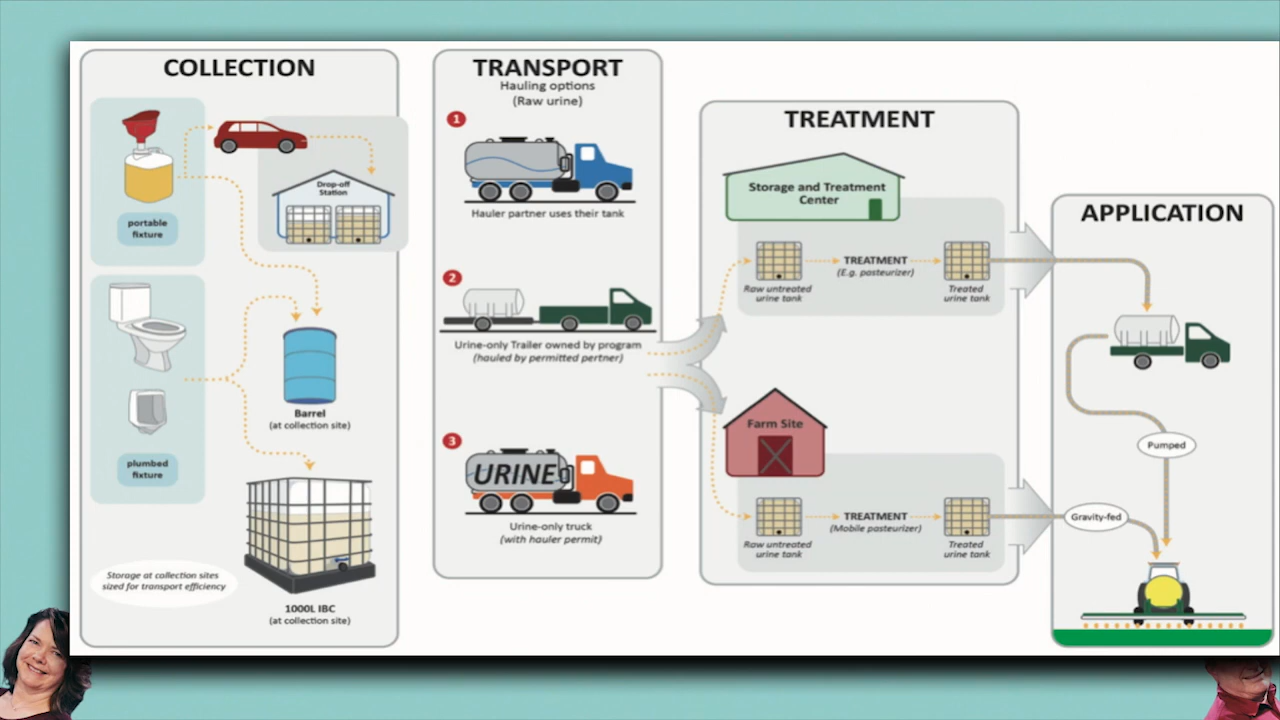 COLLECTION
portable
fixture
Drop-off
Station
plumbed
fixture
Barrel
(at collection site)
Storage at collection sites
sized for transport efficiency
1000L IBC
(at collection site)
TRANSPORT
Hauling options
(Raw urine)
1
Hauler partner uses their tank
2
Urine-only Trailer owned by program
(hauled by permitted pertner)
3
URINE
Urine-only truck
(with hauler permit)
TREATMENT
Storage and Treatment
Center
Raw untreated
urine tank
TREATMENT
(E.g. pasteurizer)
Treated
urine tank
Farm Site
Raw untreated
urine tank
TREATMENT
(Mobile pasteurizer)
Treated
urine tank
APPLICATION
Pumped
Gravity-fed